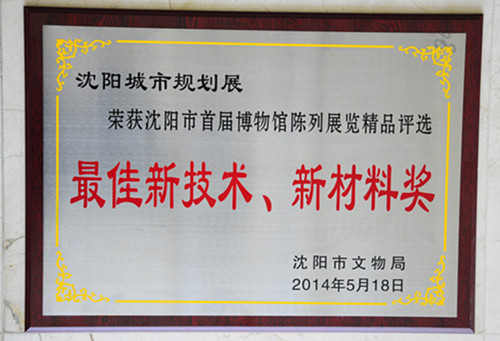 沈阳城市规划展
荣获沈阳市首届博物馆陈列展览精品评选
最佳新技术、新材料奖
沈阳市文物局
2014年5月18日